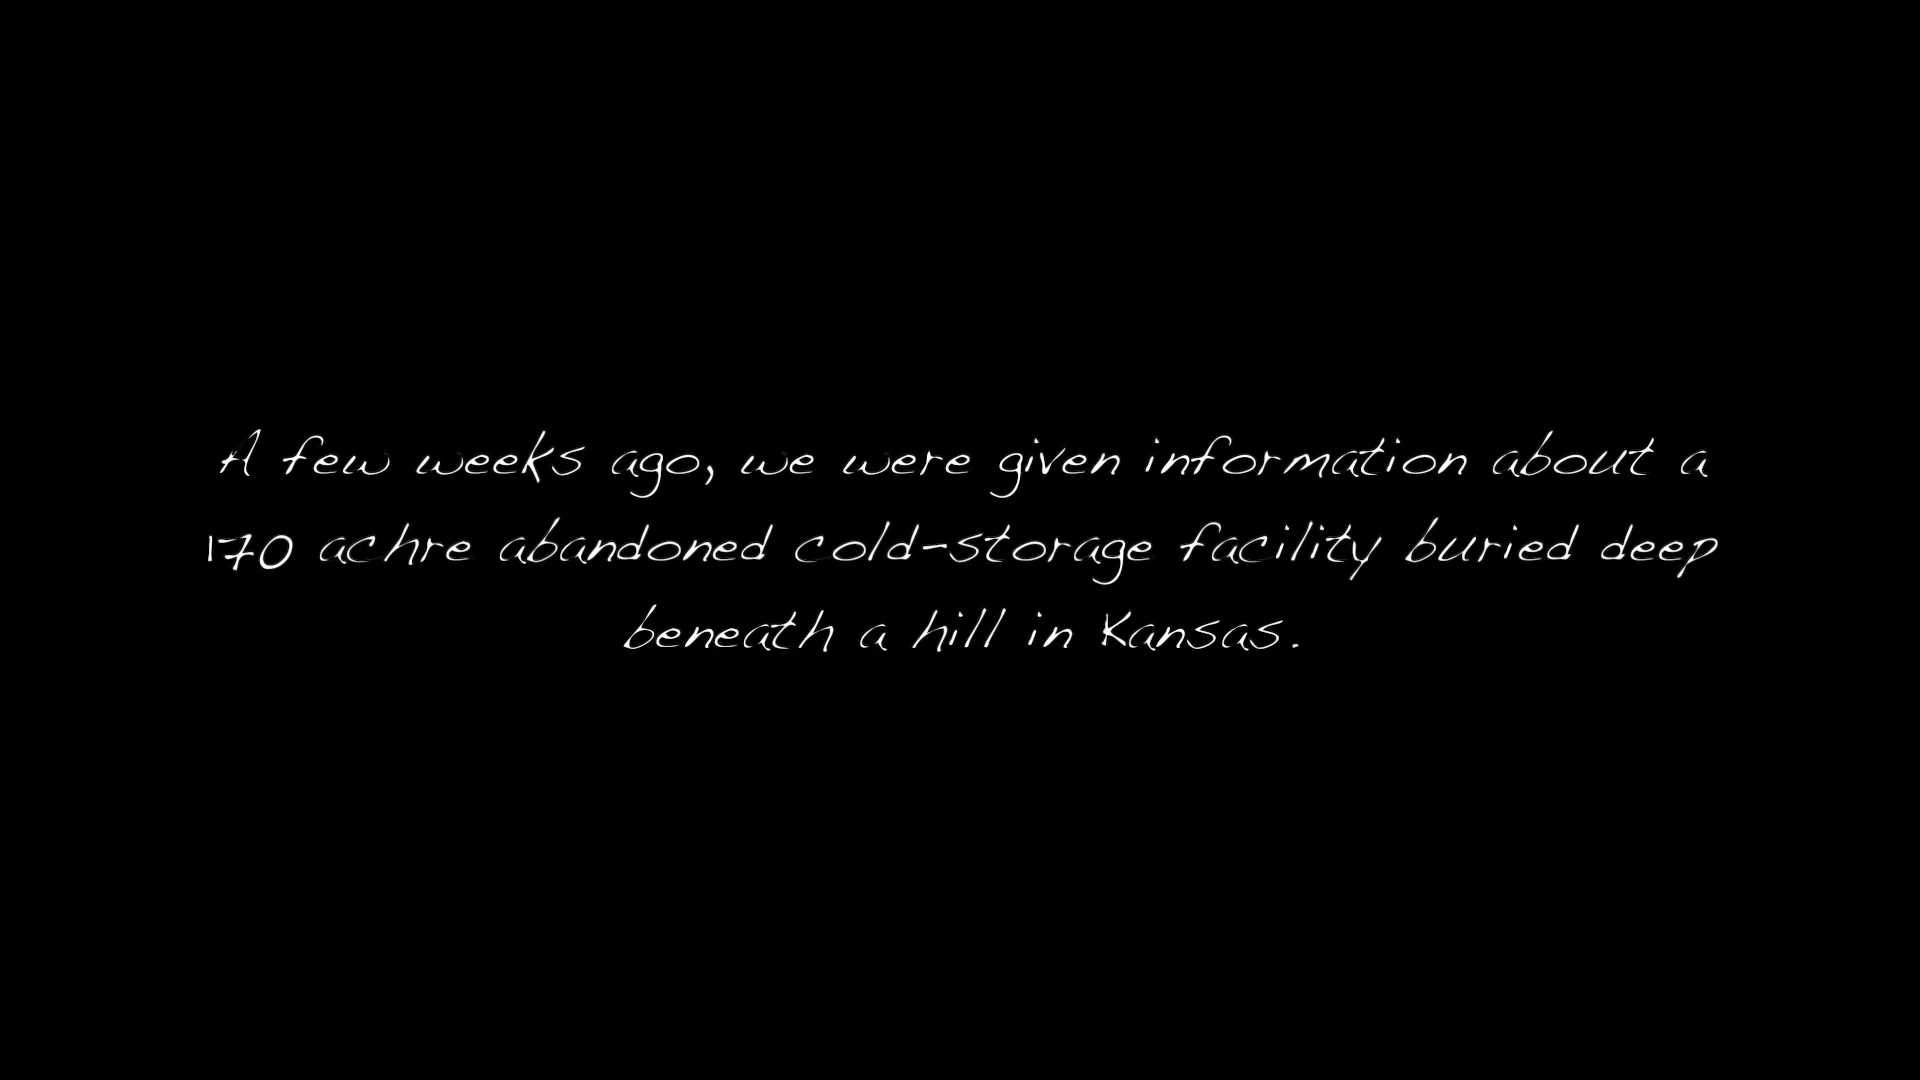 A few weeks ago, we were given information about a
170 achre abandoned cold-storage facility buried deep
beneath a hill in Kansas.